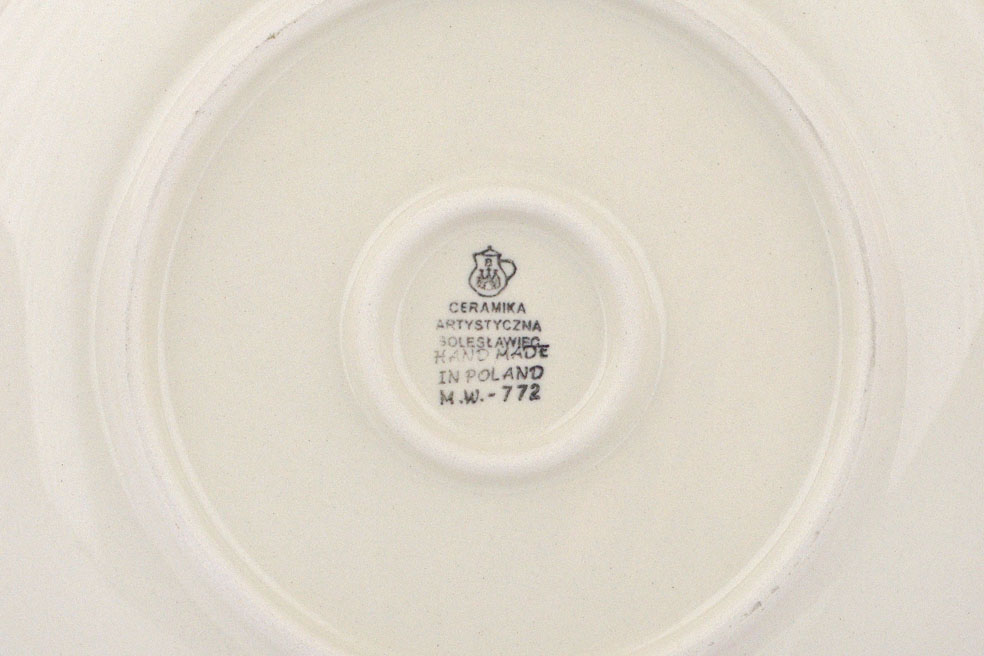 CERAMIKA
ARTYSTYCZNA
BOLESŁAWIEC
HAND MADE
IN POLAND
M.W.-772